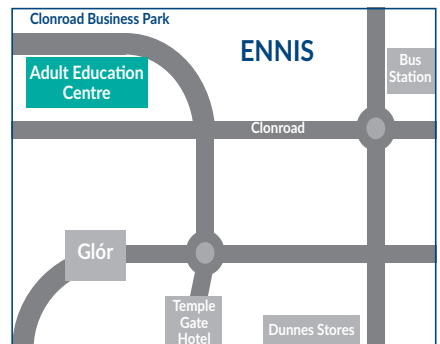 Clonroad Business Park
ENNIS
Bus
Station
Adult Education
Centre
Clonroad
Glór
Temple
Gate
Hotel
Dunnes Stores